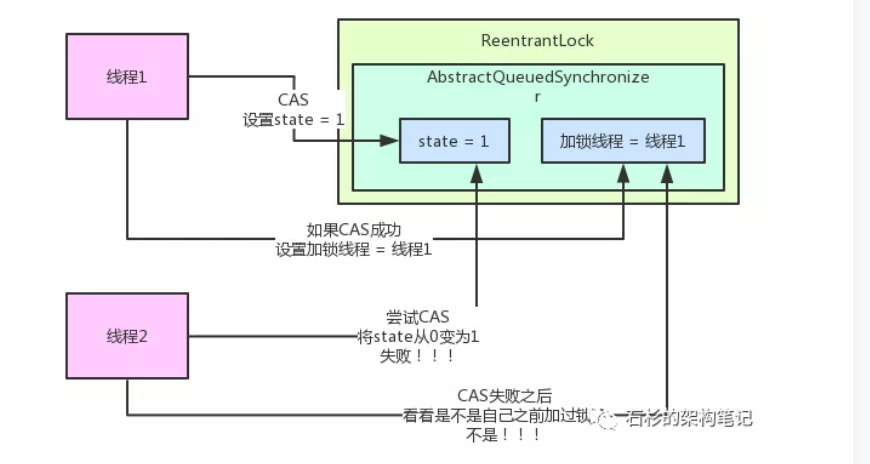 ReentrantLock
AbstractQueuedSynchronize
r
线程1
CAS
设置state = 1
state = 1
加锁线程 = 线程1
如果CAS成功
设置加锁线程 = 线程1
线程2
尝试CAS
将state从0变为1
失败！！！
CAS失败之后
看看是不是自己之前加过锁
不是！！！
石杉的架构笔记